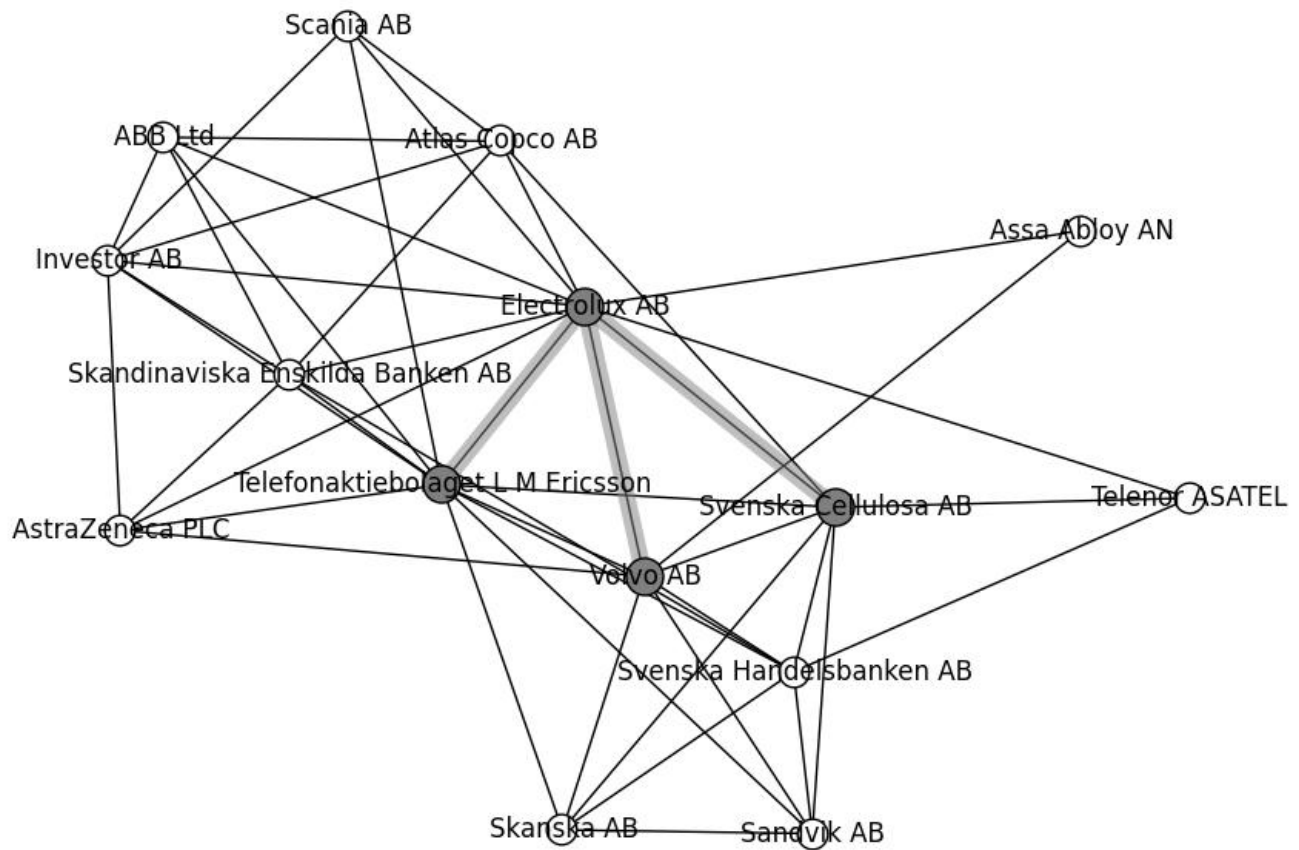 Scania AB
ABB Ltd
Atlas Copco AB
Assa Abloy AN
Investor AB
Electrolux AB
Skandinaviska Enskilda Banken AB
Telefonaktiebolaget L M Ericsson
Svenska Cellulosa AB
Telenor ASATEL
AstraZeneca PLC
Volvo AB
Svenska Handelsbanken AB
Skanska AB
Sandvik AB